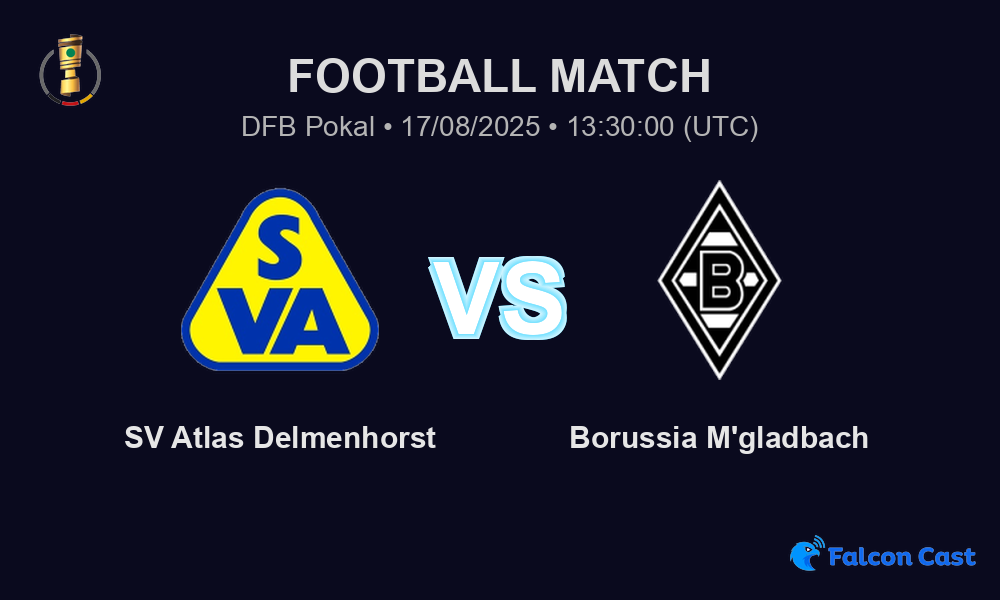 FOOTBALL MATCH
DFB Pokal • 17/08/2025 • 13:30:00 (UTC)
S
VA
VS
B
SV Atlas Delmenhorst
Borussia M'gladbach
Falcon Cast